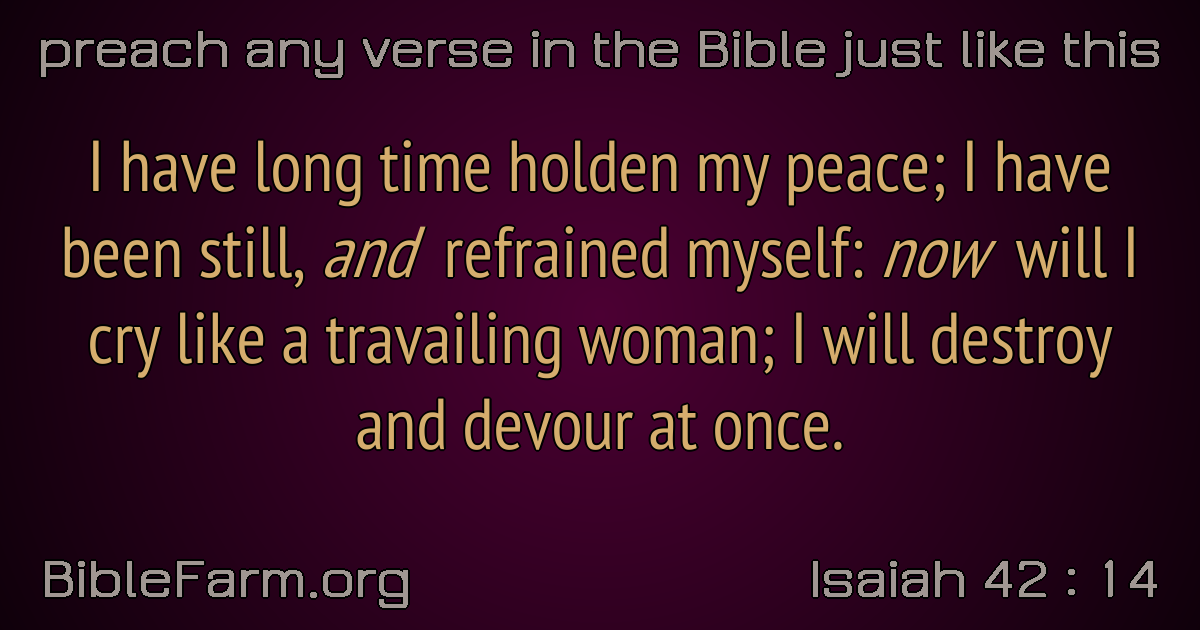 preach any verse in the Bible just like this
I have long time holden my peace; I have
been still, and refrained myself: now will I
cry like a travailing woman; I will destroy
and devour at once.
BibleFarm.org
Isaiah 42 : 14